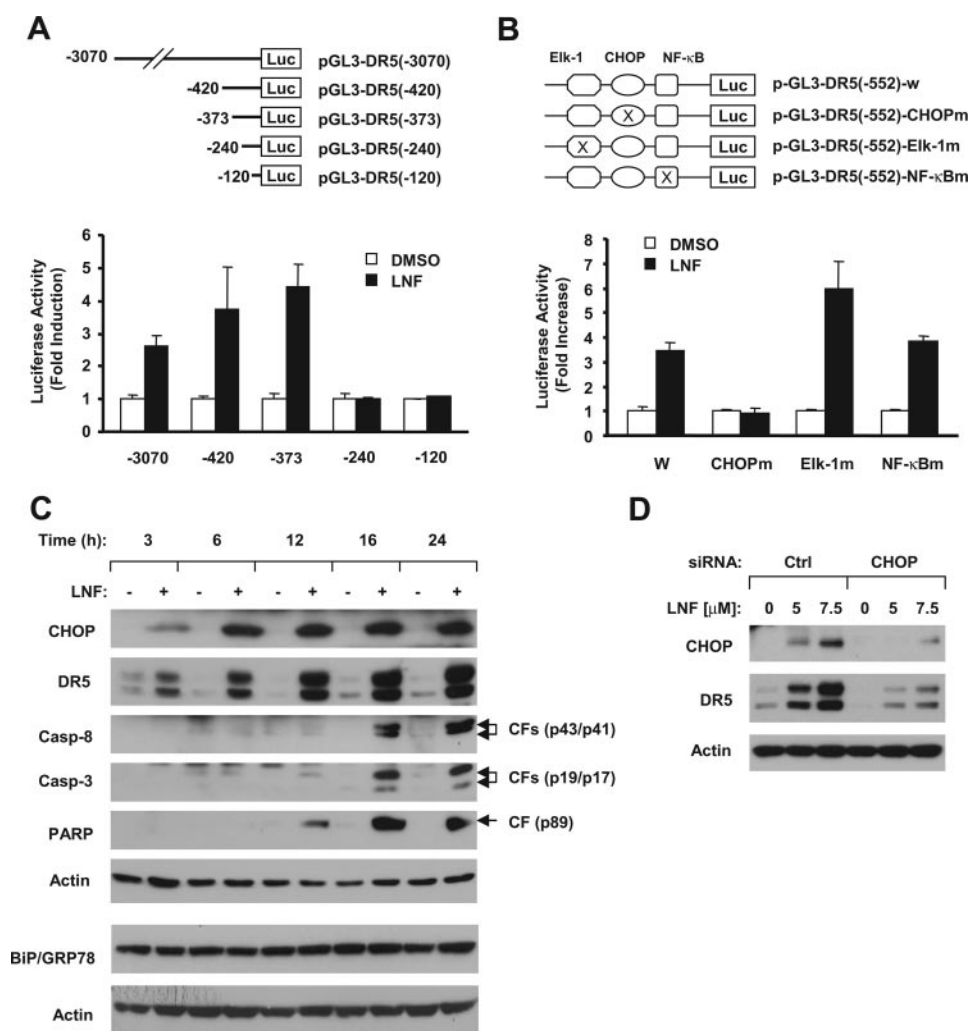 A
-3070 Luc pGL3-DR5(-3070)
-420 Luc pGL3-DR5(-420)
-373 Luc pGL3-DR5(-373)
-240 Luc pGL3-DR5(-240)
-120 Luc pGL3-DR5(-120)
Luciferase Activity
(Fold Induction)
6
5
4
3
2
1
0
DMSO
LNF
-3070 -420 -373 -240 -120
B
Elk-1 CHOP NF-κB
Luc p-GL3-DR5(-552)-w
X Luc p-GL3-DR5(-552)-CHOPm
X Luc p-GL3-DR5(-552)-Elk-1m
X Luc p-GL3-DR5(-552)-NF-κBm
Luciferase Activity
(Fold Increase)
8
7
6
5
4
3
2
1
0
DMSO
LNF
W CHOPm Elk-1m NF-κBm
C
Time (h): 3 6 12 16 24
LNF: - + - + - + - + - +
CHOP
DR5
Casp-8 CFs (p43/p41)
Casp-3 CFs (p19/p17)
PARP CF (p89)
Actin
BiP/GRP78
Actin
D
siRNA: Ctrl CHOP
LNF [μM]: 0 5 7.5 0 5 7.5
CHOP
DR5
Actin